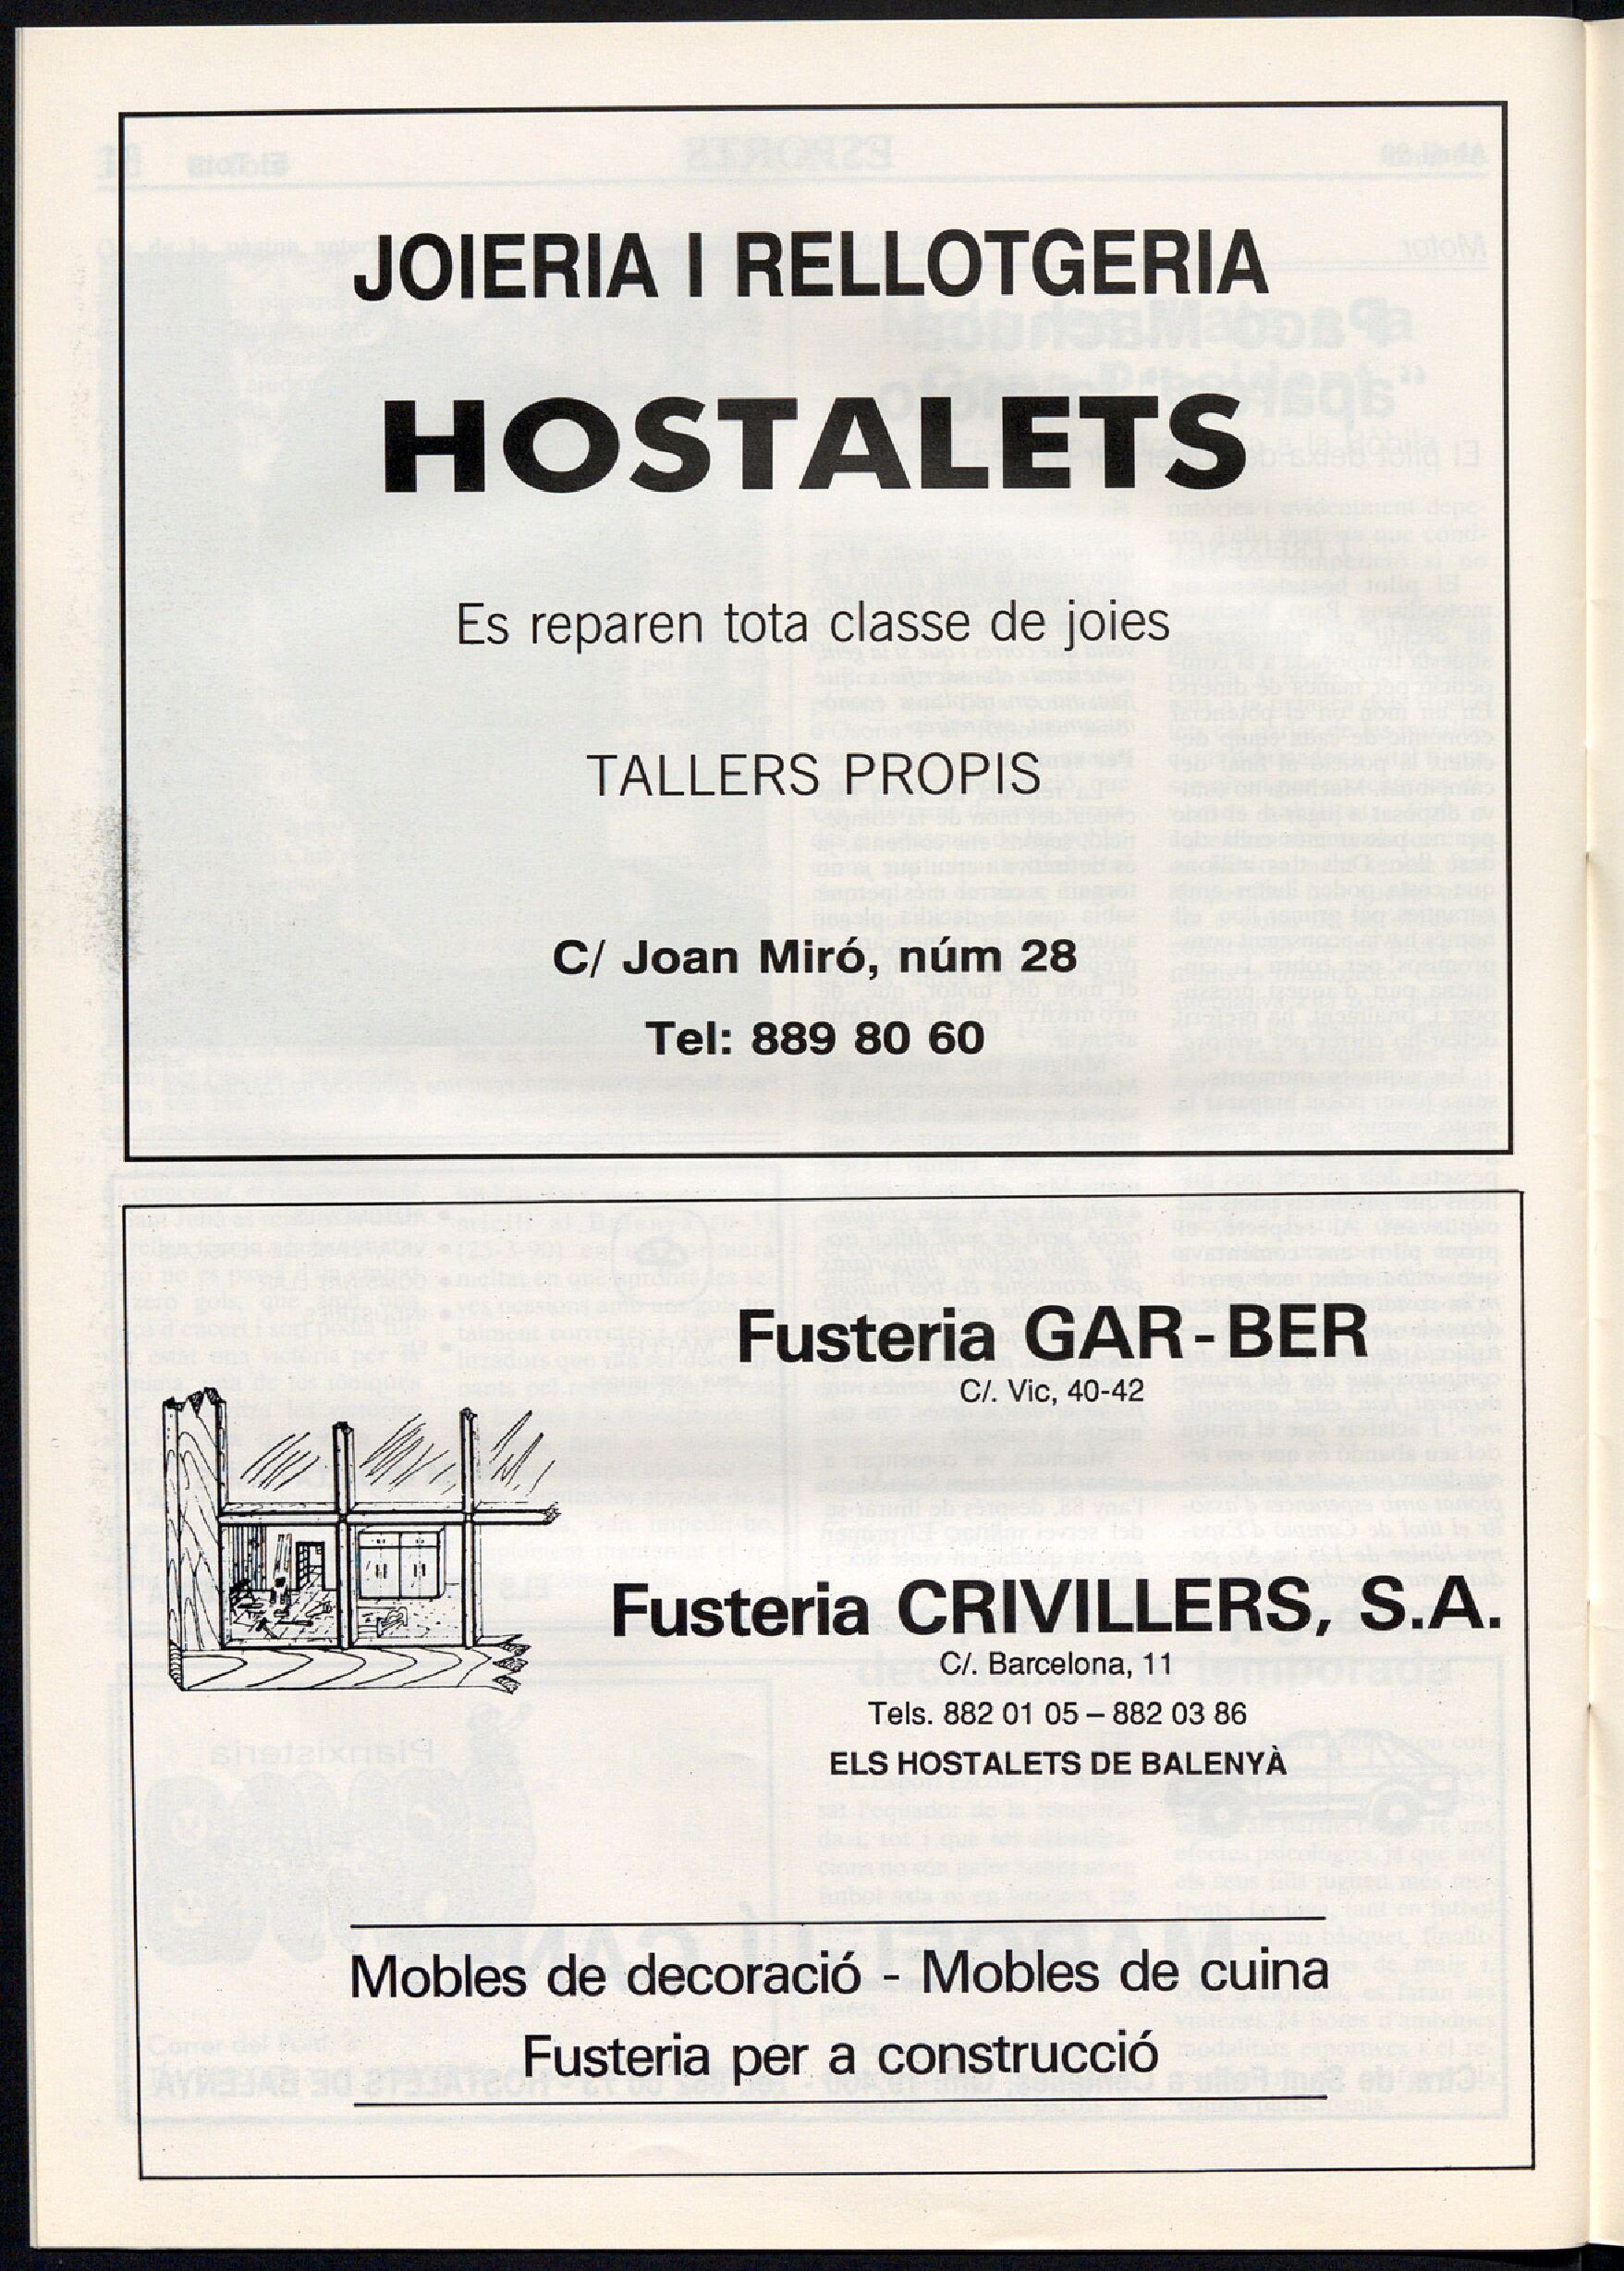 JOIERIA I RELLOTGERIA
HOSTALETS
Es reparen tota classe de joies
TALLERS PROPIS
C/ Joan Miró, núm 28
Tel: 889 80 60
Fusteria GAR-BER
C/. Vic, 40-42
Fusteria CRIVILLERS, S.A.
C/. Barcelona, 11
Tels. 882 01 05 – 882 03 86
ELS HOSTALETS DE BALENYÀ
Mobles de decoració - Mobles de cuina
Fusteria per a construcció